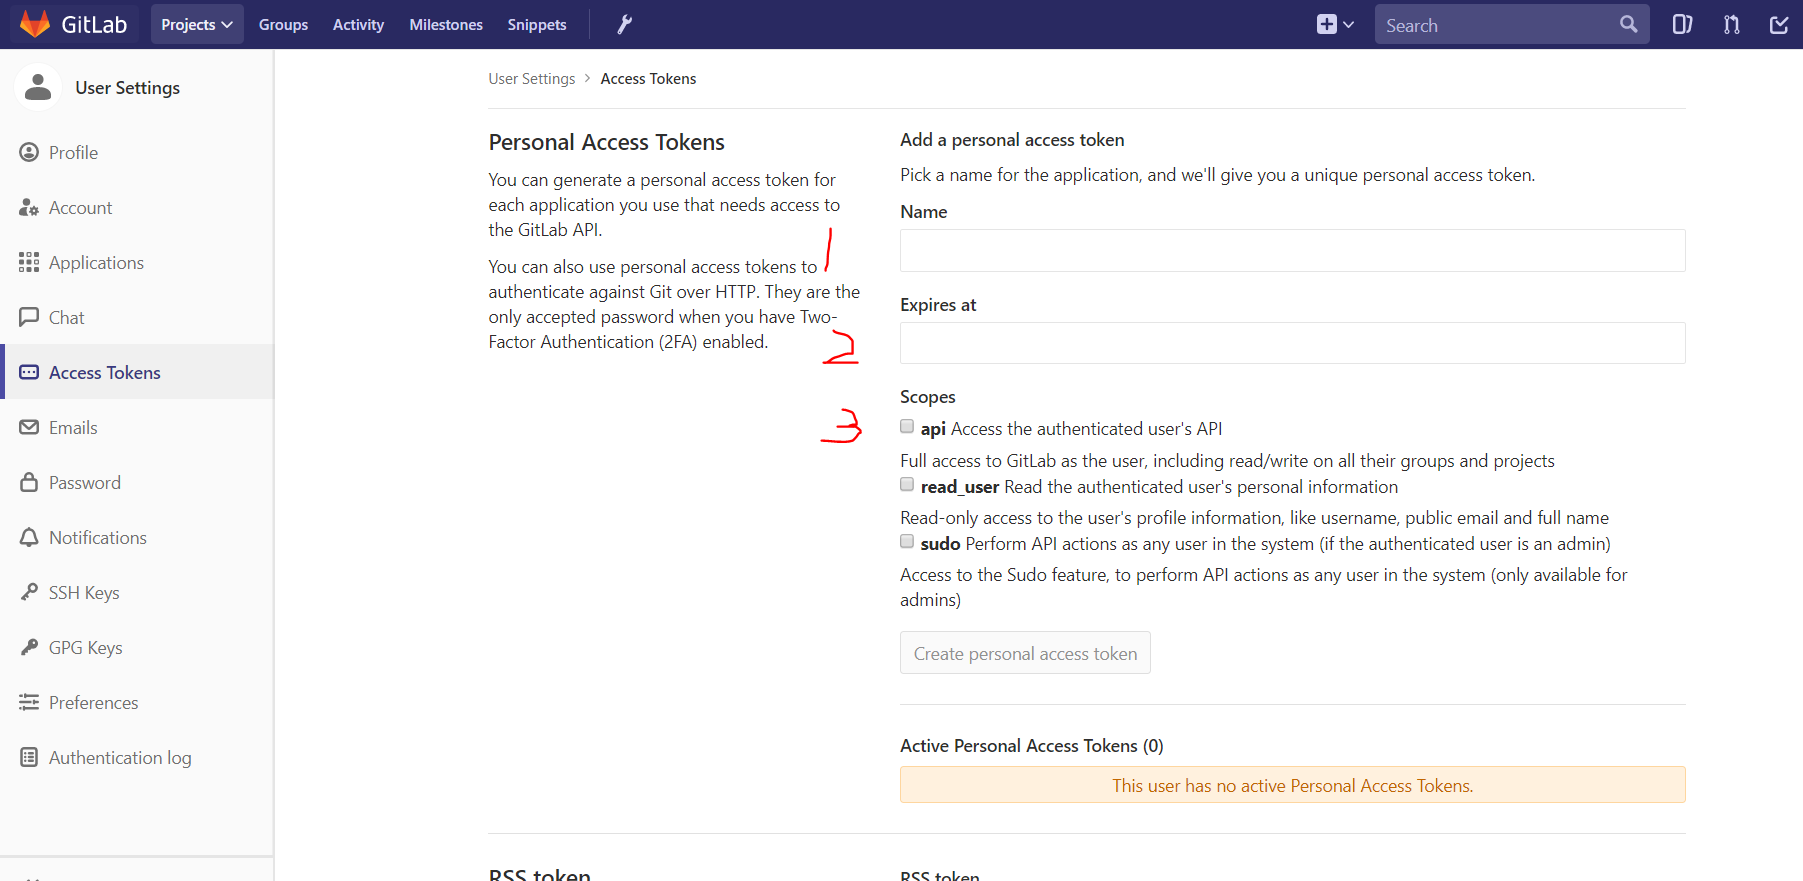 GitLab Projects Groups Activity Milestones Snippets Search
User Settings
Profile
Account
Applications
Chat
Access Tokens
Emails
Password
Notifications
SSH Keys
GPG Keys
Preferences
Authentication log
User Settings > Access Tokens
Personal Access Tokens
You can generate a personal access token for
each application you use that needs access to
the GitLab API.
You can also use personal access tokens to
authenticate against Git over HTTP. They are the
only accepted password when you have Two-
Factor Authentication (2FA) enabled.
1
2
3
Add a personal access token
Pick a name for the application, and we'll give you a unique personal access token.
Name
Expires at
Scopes
api Access the authenticated user's API
Full access to GitLab as the user, including read/write on all their groups and projects
read_user Read the authenticated user's personal information
Read-only access to the user's profile information, like username, public email and full name
sudo Perform API actions as any user in the system (if the authenticated user is an admin)
Access to the Sudo feature, to perform API actions as any user in the system (only available for
admins)
Create personal access token
Active Personal Access Tokens (0)
This user has no active Personal Access Tokens.
RSS token
RSS token